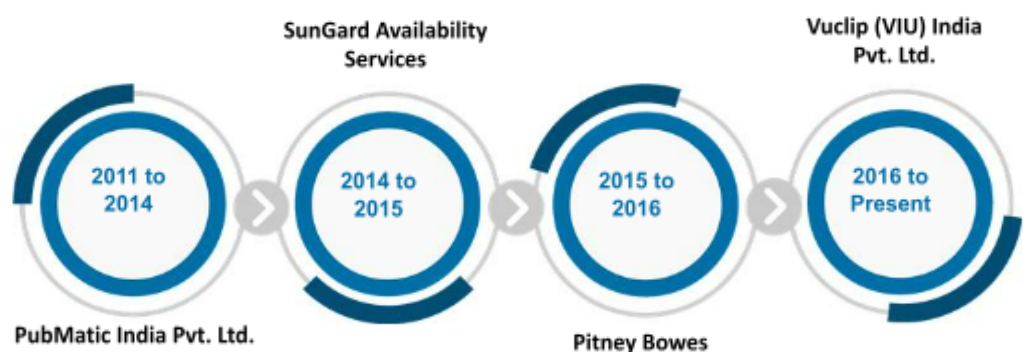 SunGard Availability
Services
Vuclip (VIU) India
Pvt. Ltd.
2011 to
2014
2014 to
2015
2015 to
2016
2016 to
Present
PubMatic India Pvt. Ltd.
Pitney Bowes